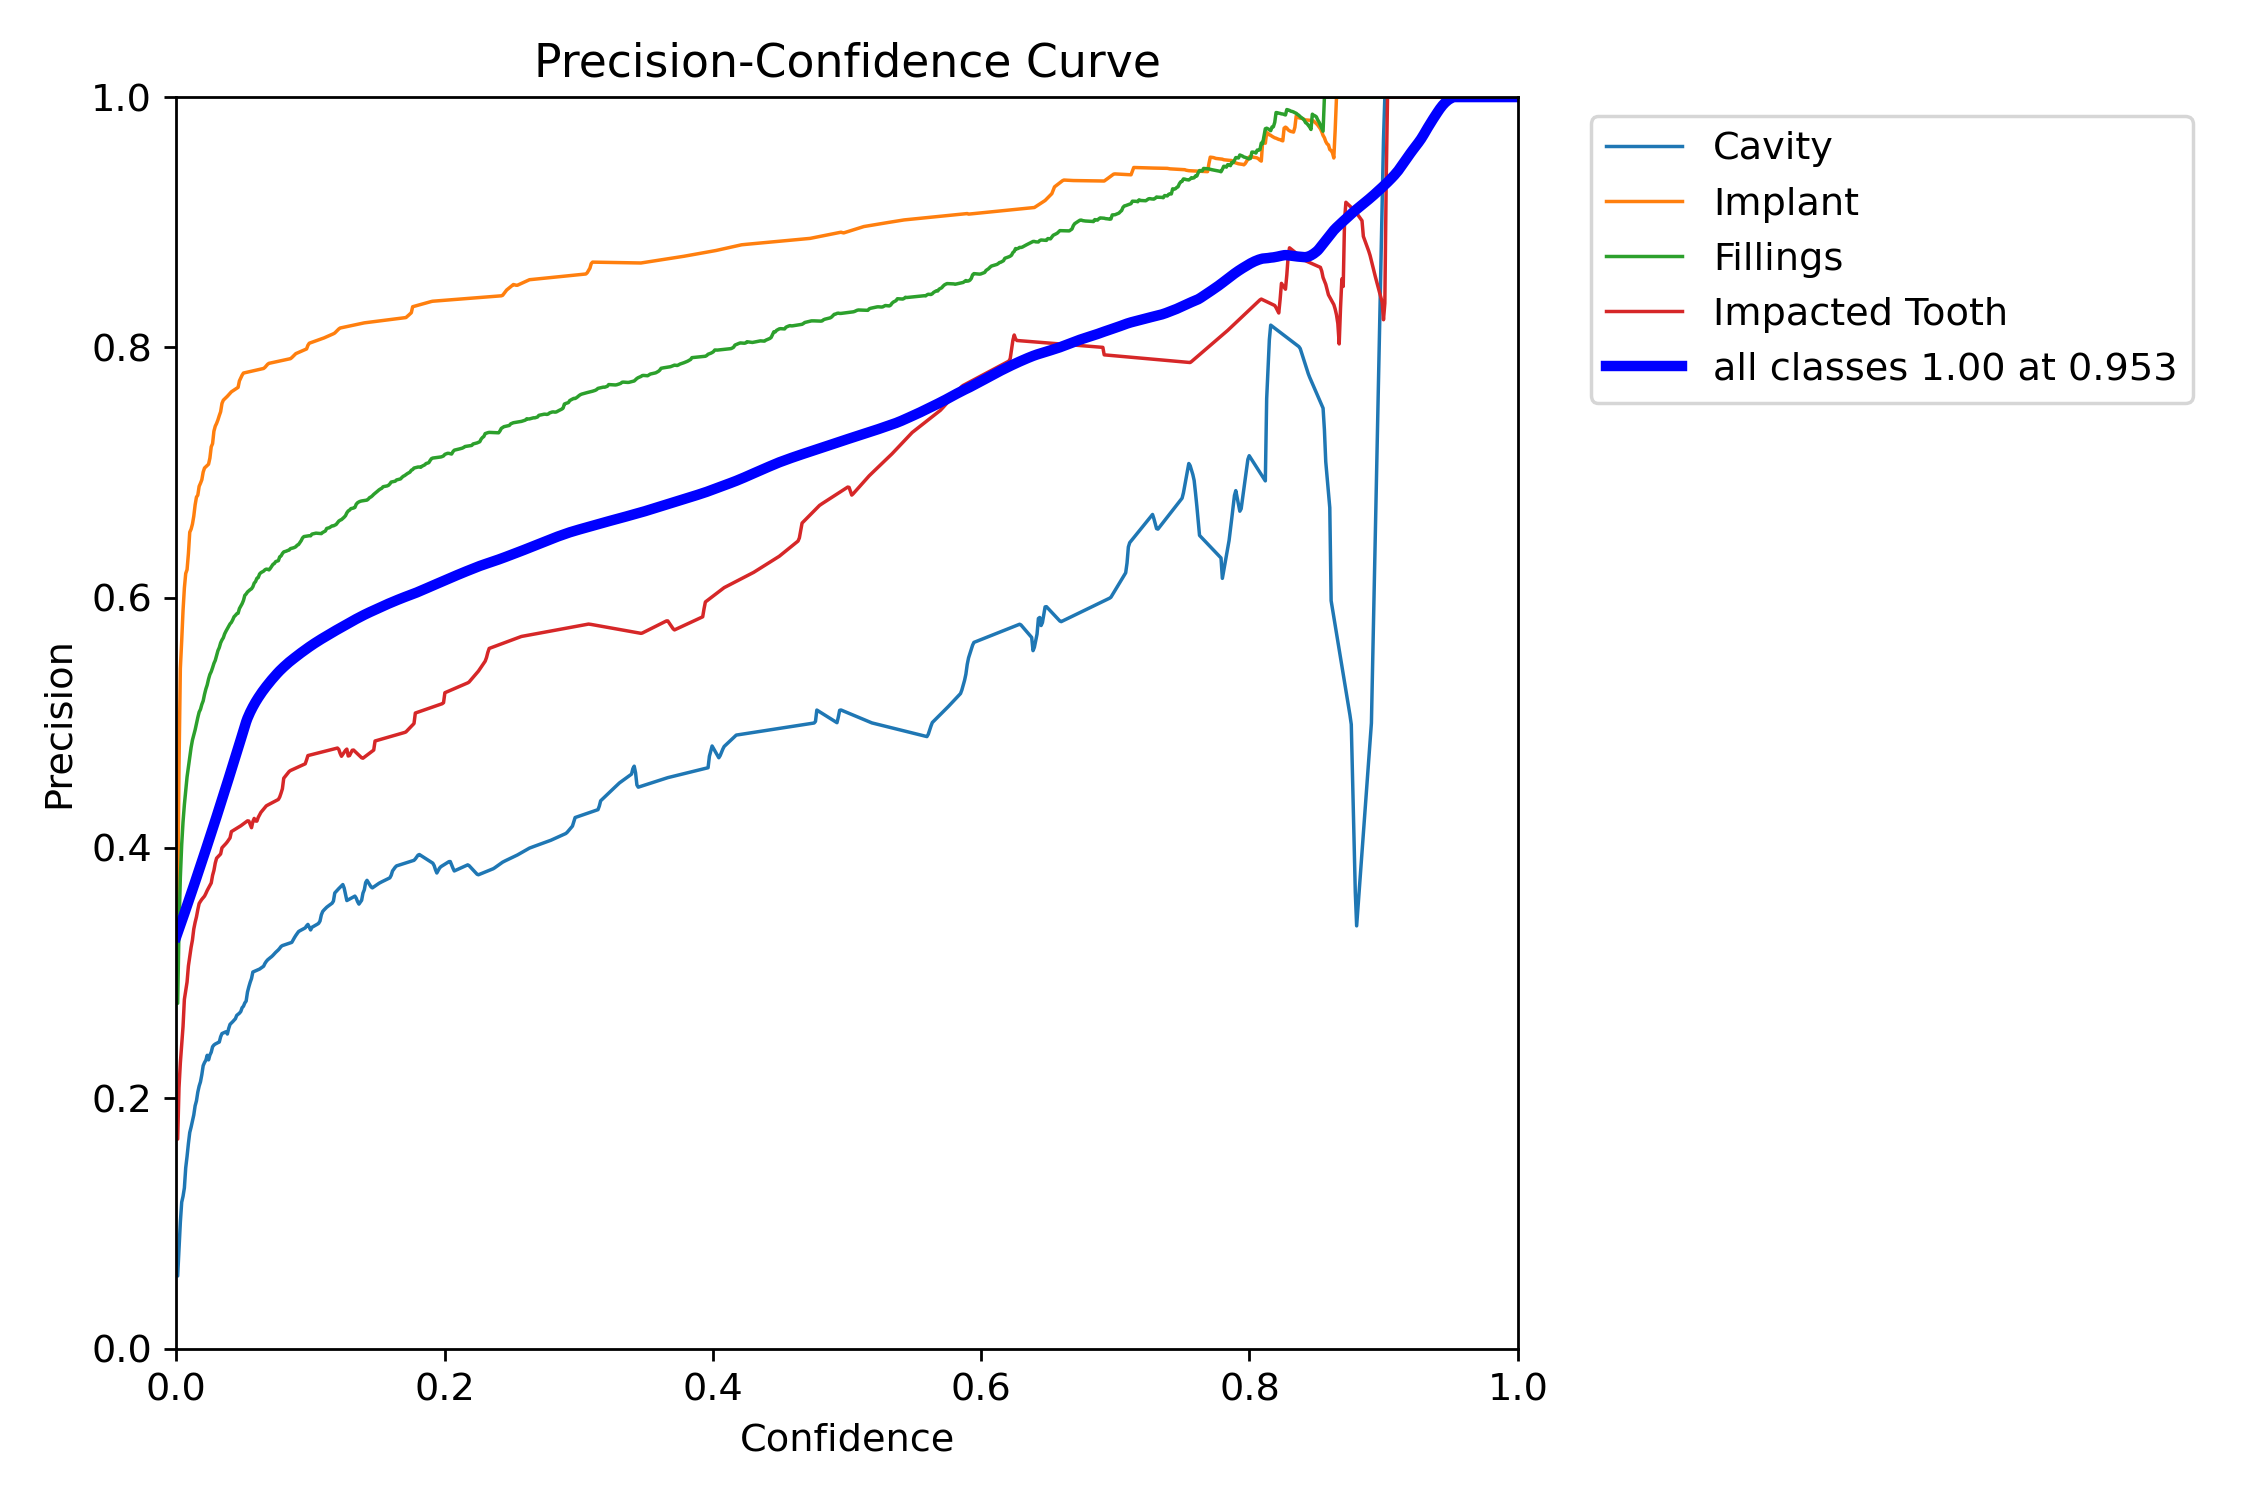 Precision-Confidence Curve
1.0
0.8
0.6
0.4
0.2
0.0
Precision
0.0 0.2 0.4 0.6 0.8 1.0
Confidence
Cavity
Implant
Fillings
Impacted Tooth
all classes 1.00 at 0.953